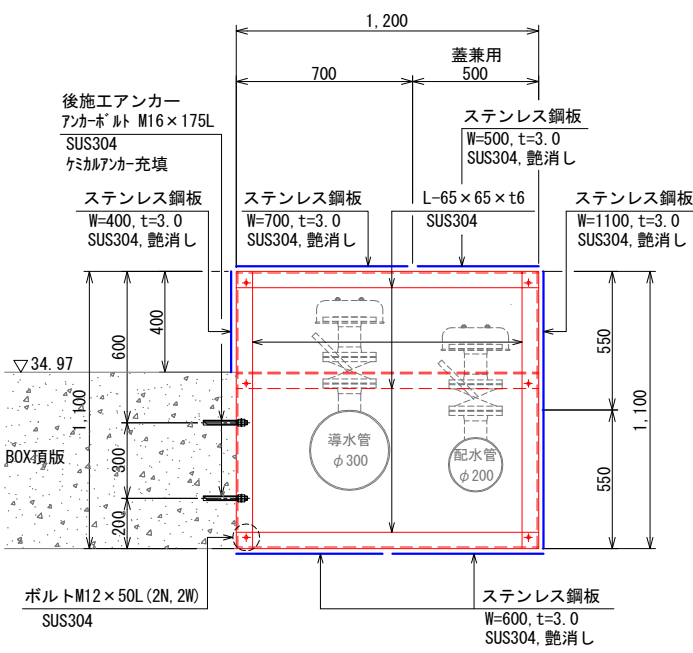 1,200
700
蓋兼用
500
後施工アンカー
アンカーボルト M16×175L
SUS304
ケミカルアンカー充填
ステンレス鋼板
W=500, t=3.0
SUS304, 艶消し
ステンレス鋼板
W=400, t=3.0
SUS304, 艶消し
ステンレス鋼板
W=700, t=3.0
SUS304, 艶消し
L-65×65×t6
SUS304
ステンレス鋼板
W=1100, t=3.0
SUS304, 艶消し
400
600
550
▽34.97
1,100
1,100
BOX頂版
導水管
φ300
配水管
φ200
300
550
200
ボルトM12×50L(2N, 2W)
SUS304
ステンレス鋼板
W=600, t=3.0
SUS304, 艶消し